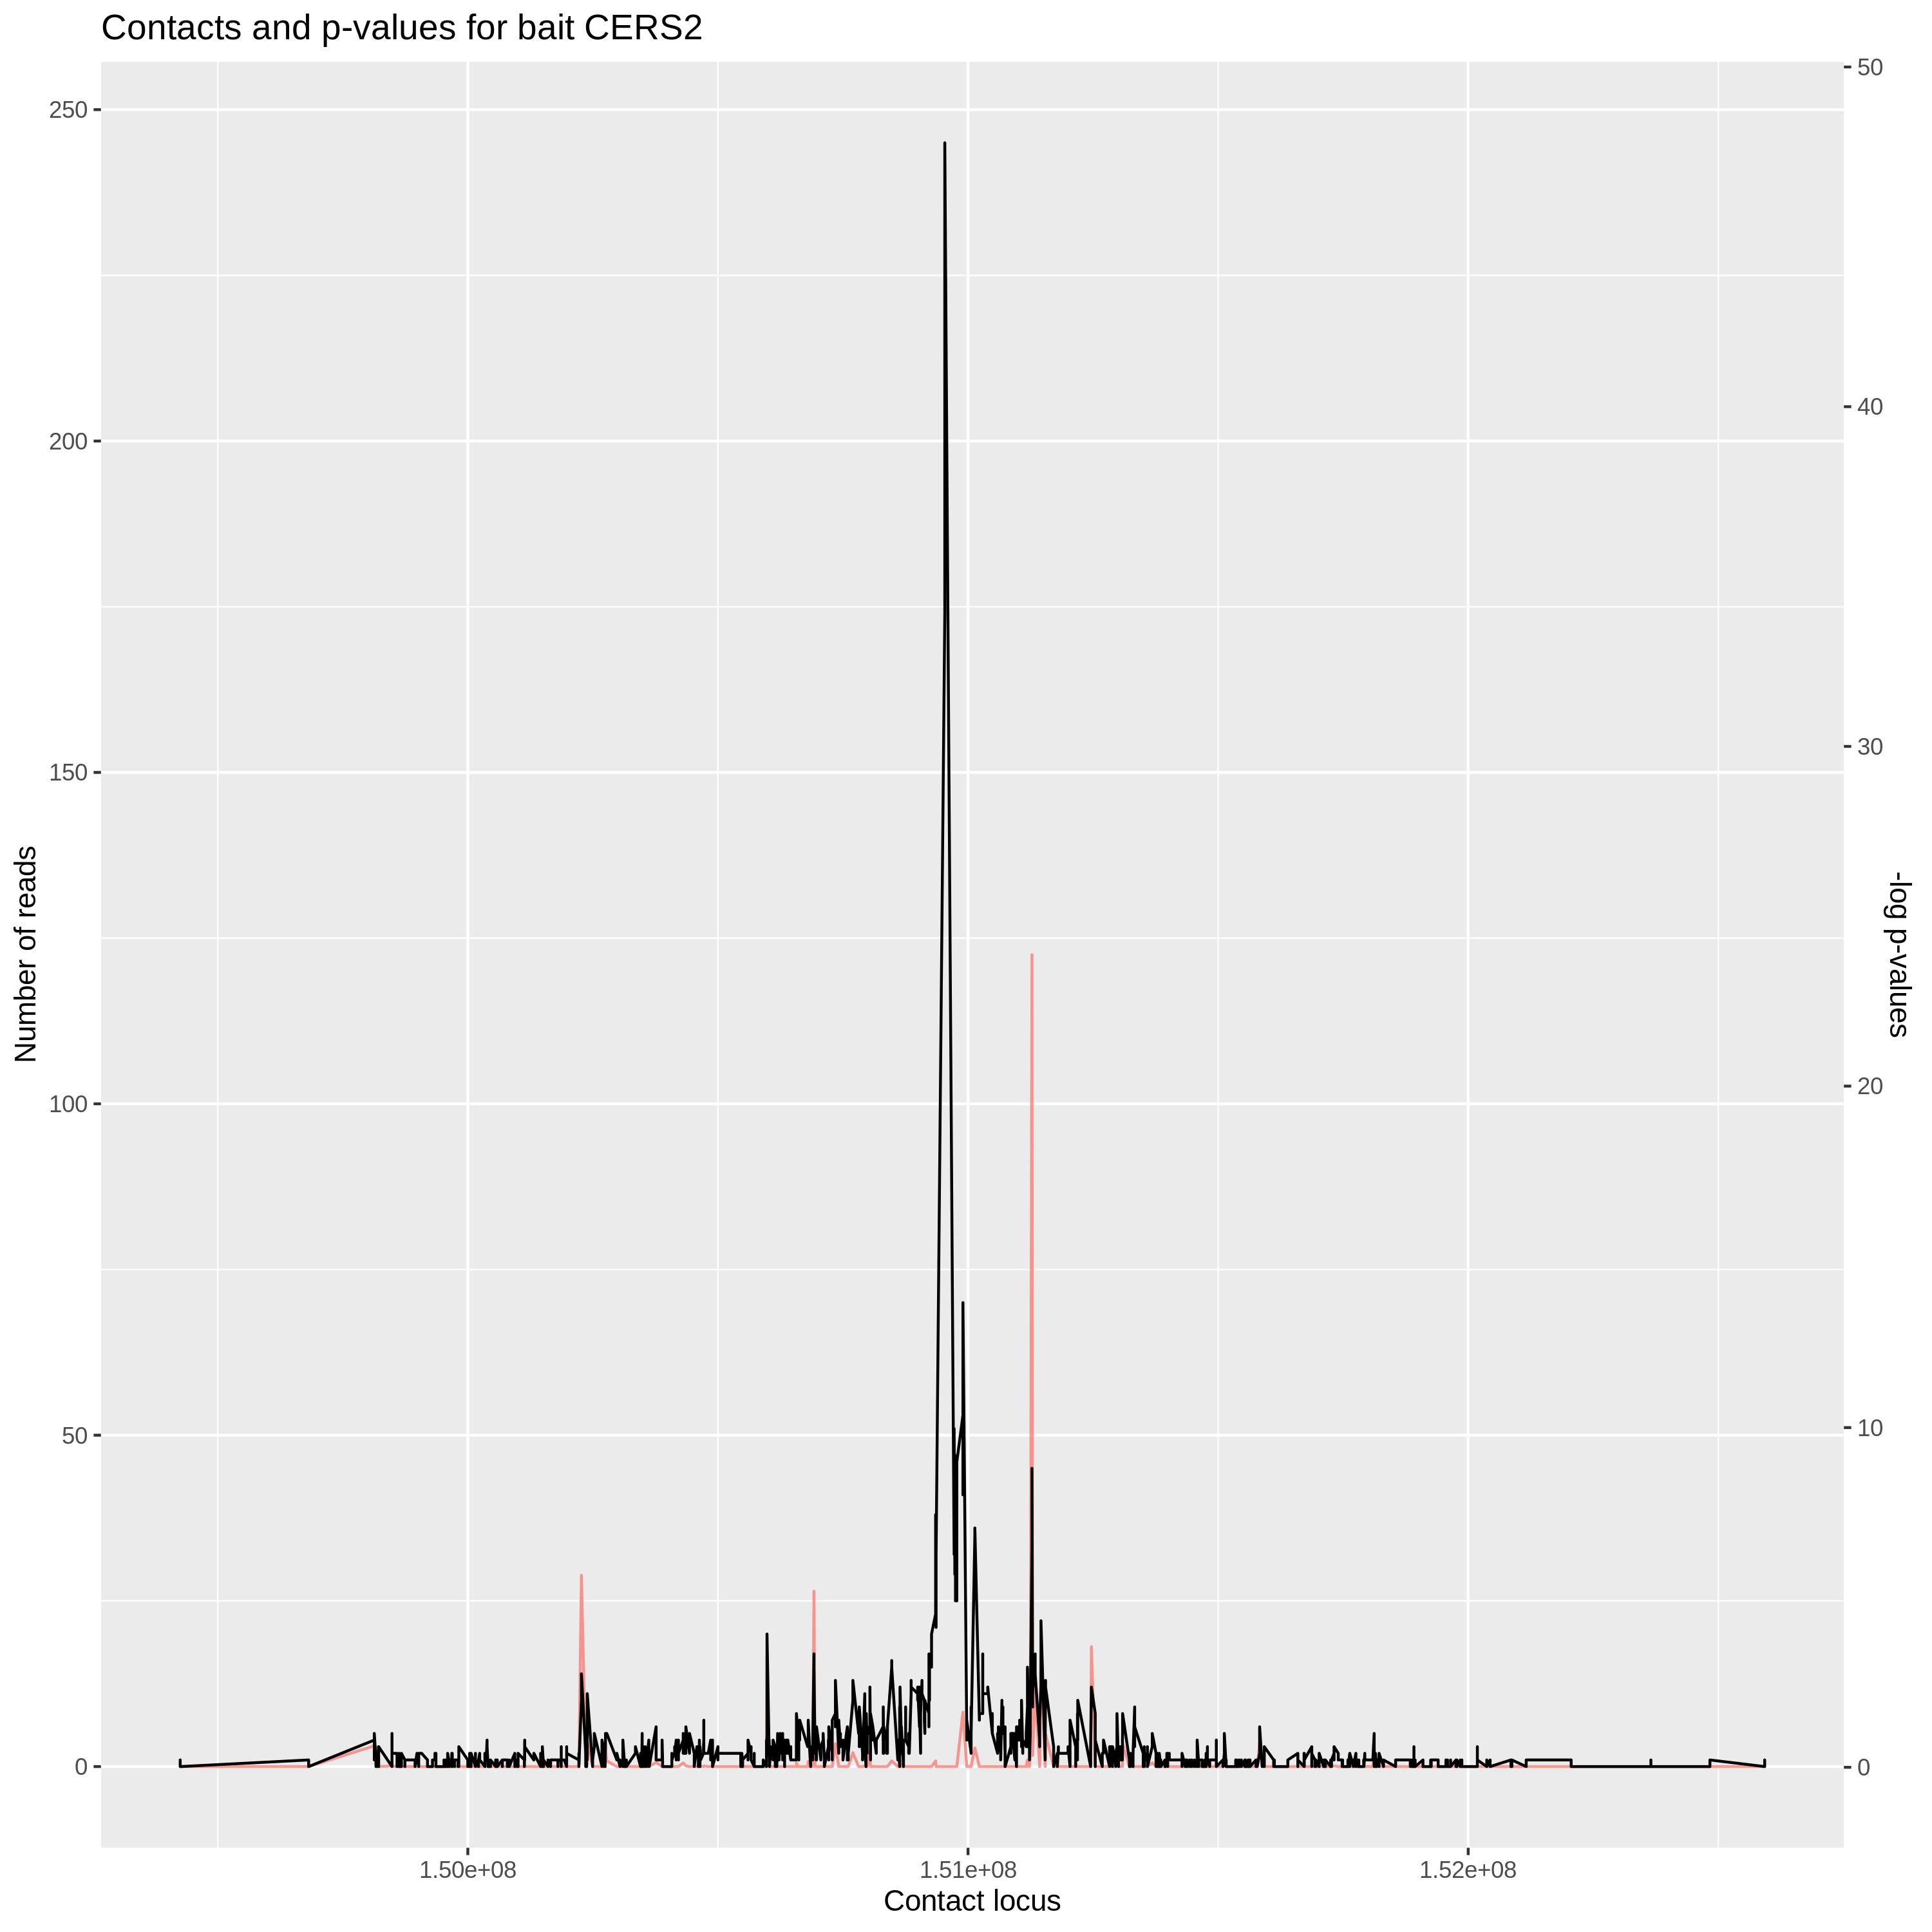 Contacts and p-values for bait CERS2
250
200
150
100
50
0
Number of reads
50
40
30
20
10
0
-log p-values
1.50e+08
1.51e+08
1.52e+08
Contact locus